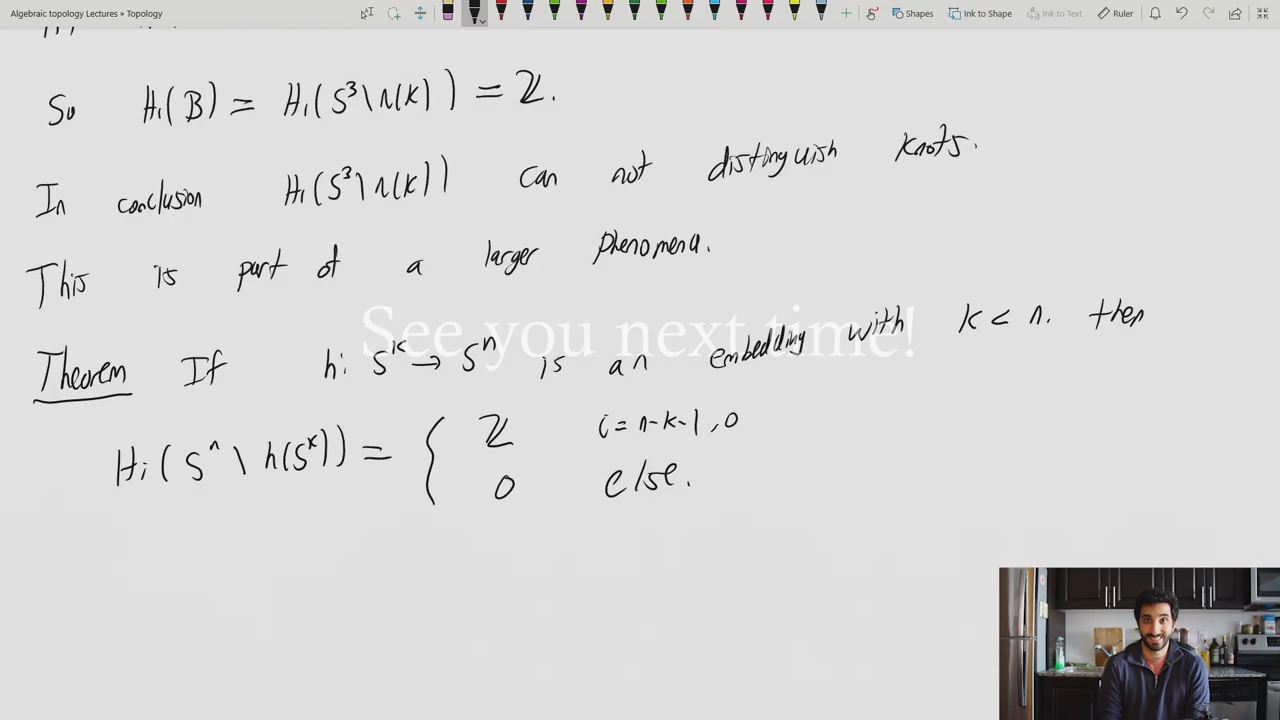 Algebraic topology Lectures » Topology
Shapes Ink to Shape Ink to Text Ruler
So H₁(B) = H₁(S³\n(K)) = ℤ.
In conclusion H₁(S³\n(K)) can not distinguish knots.
This is part of a larger phenomena.
See you next time!
Theorem If h: Sᵏ → Sⁿ is an embedding with k < n. then
Hᵢ(Sⁿ \ h(Sᵏ)) = { ℤ i = n-k-1, 0
0 else.